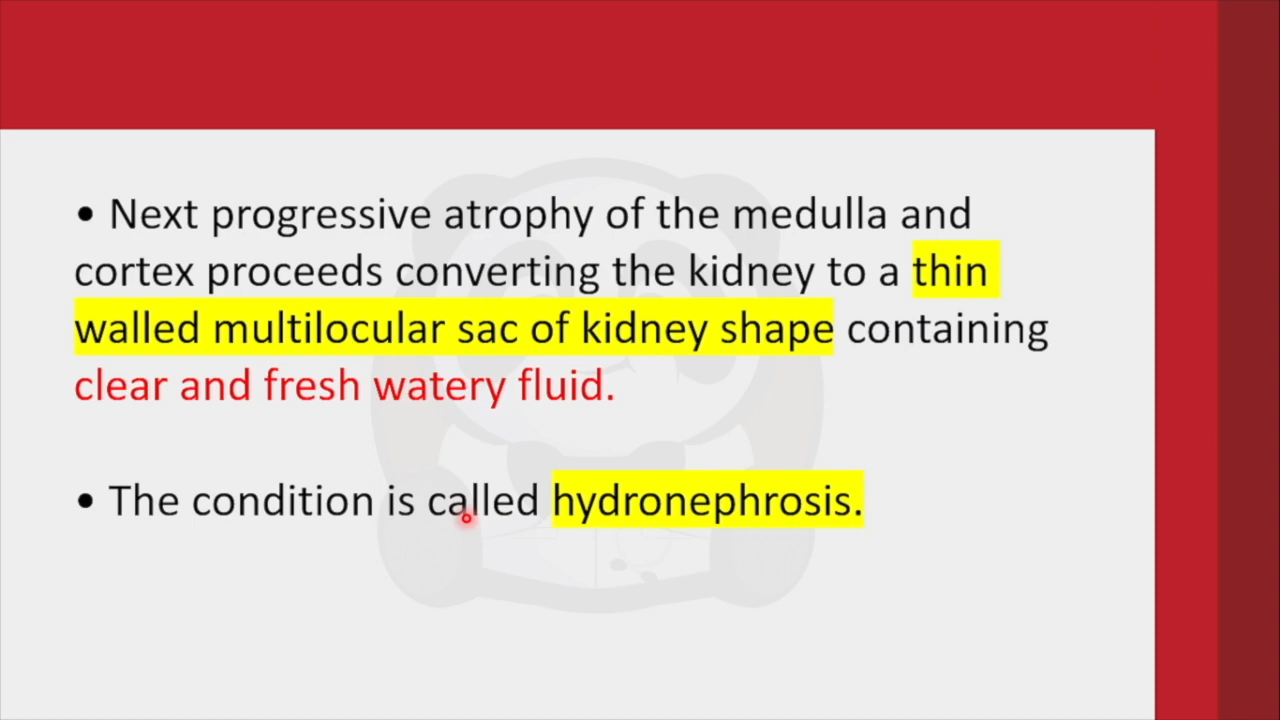 • Next progressive atrophy of the medulla and
cortex proceeds converting the kidney to a thin
walled multilocular sac of kidney shape containing
clear and fresh watery fluid.
• The condition is called hydronephrosis.